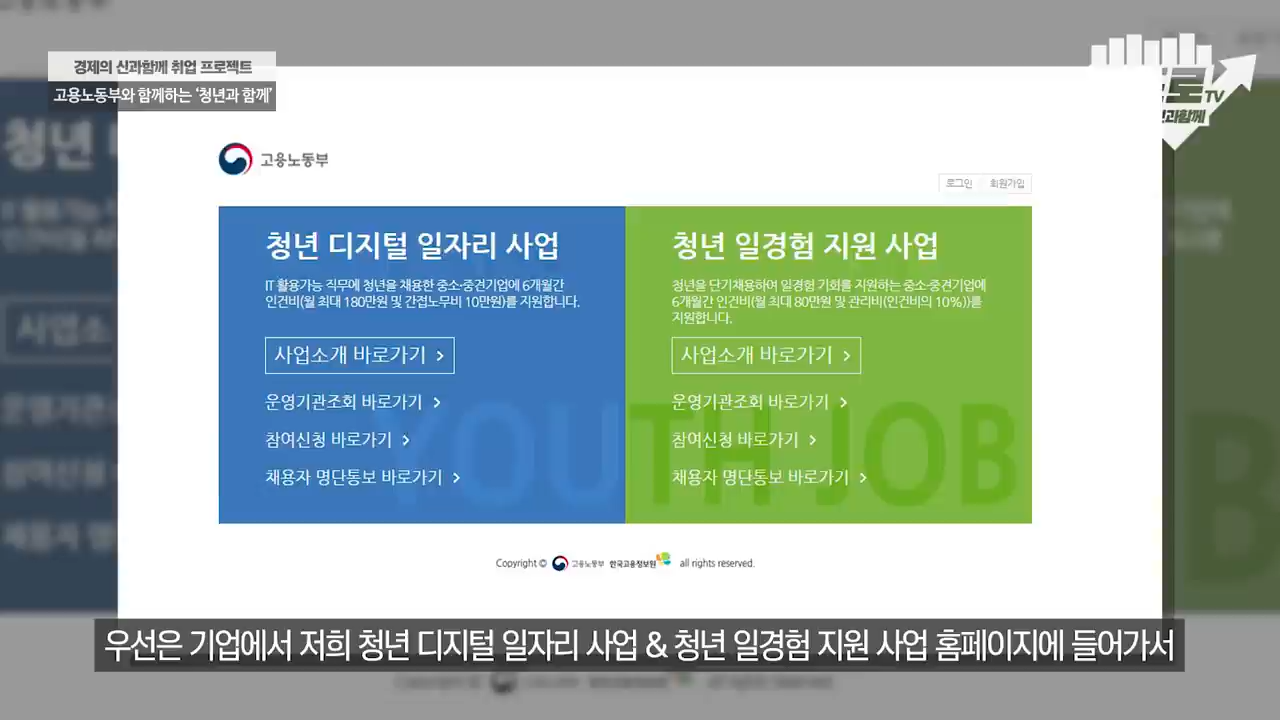 경제의 신과함께 취업 프로젝트
고용노동부와 함께하는 '청년과 함께'
로TV
과함께
고용노동부
로그인 회원가입
청년 디지털 일자리 사업
IT 활용가능 직무에 청년을 채용한 중소·중견기업에 6개월간
인건비(월 최대 180만원 및 간접노무비 10만원)를 지원합니다.
사업소개 바로가기 >
운영기관조회 바로가기 >
참여신청 바로가기 >
채용자 명단통보 바로가기 >
청년 일경험 지원 사업
청년을 단기채용하여 일경험 기회를 지원하는 중소·중견기업에
6개월간 인건비(월 최대 80만원 및 관리비(인건비의 10%))를
지원합니다.
사업소개 바로가기 >
운영기관조회 바로가기 >
참여신청 바로가기 >
채용자 명단통보 바로가기 >
YOUTH JOB
Copyright © 고용노동부 한국고용정보원 all rights reserved.
우선은 기업에서 저희 청년 디지털 일자리 사업 & 청년 일경험 지원 사업 홈페이지에 들어가서